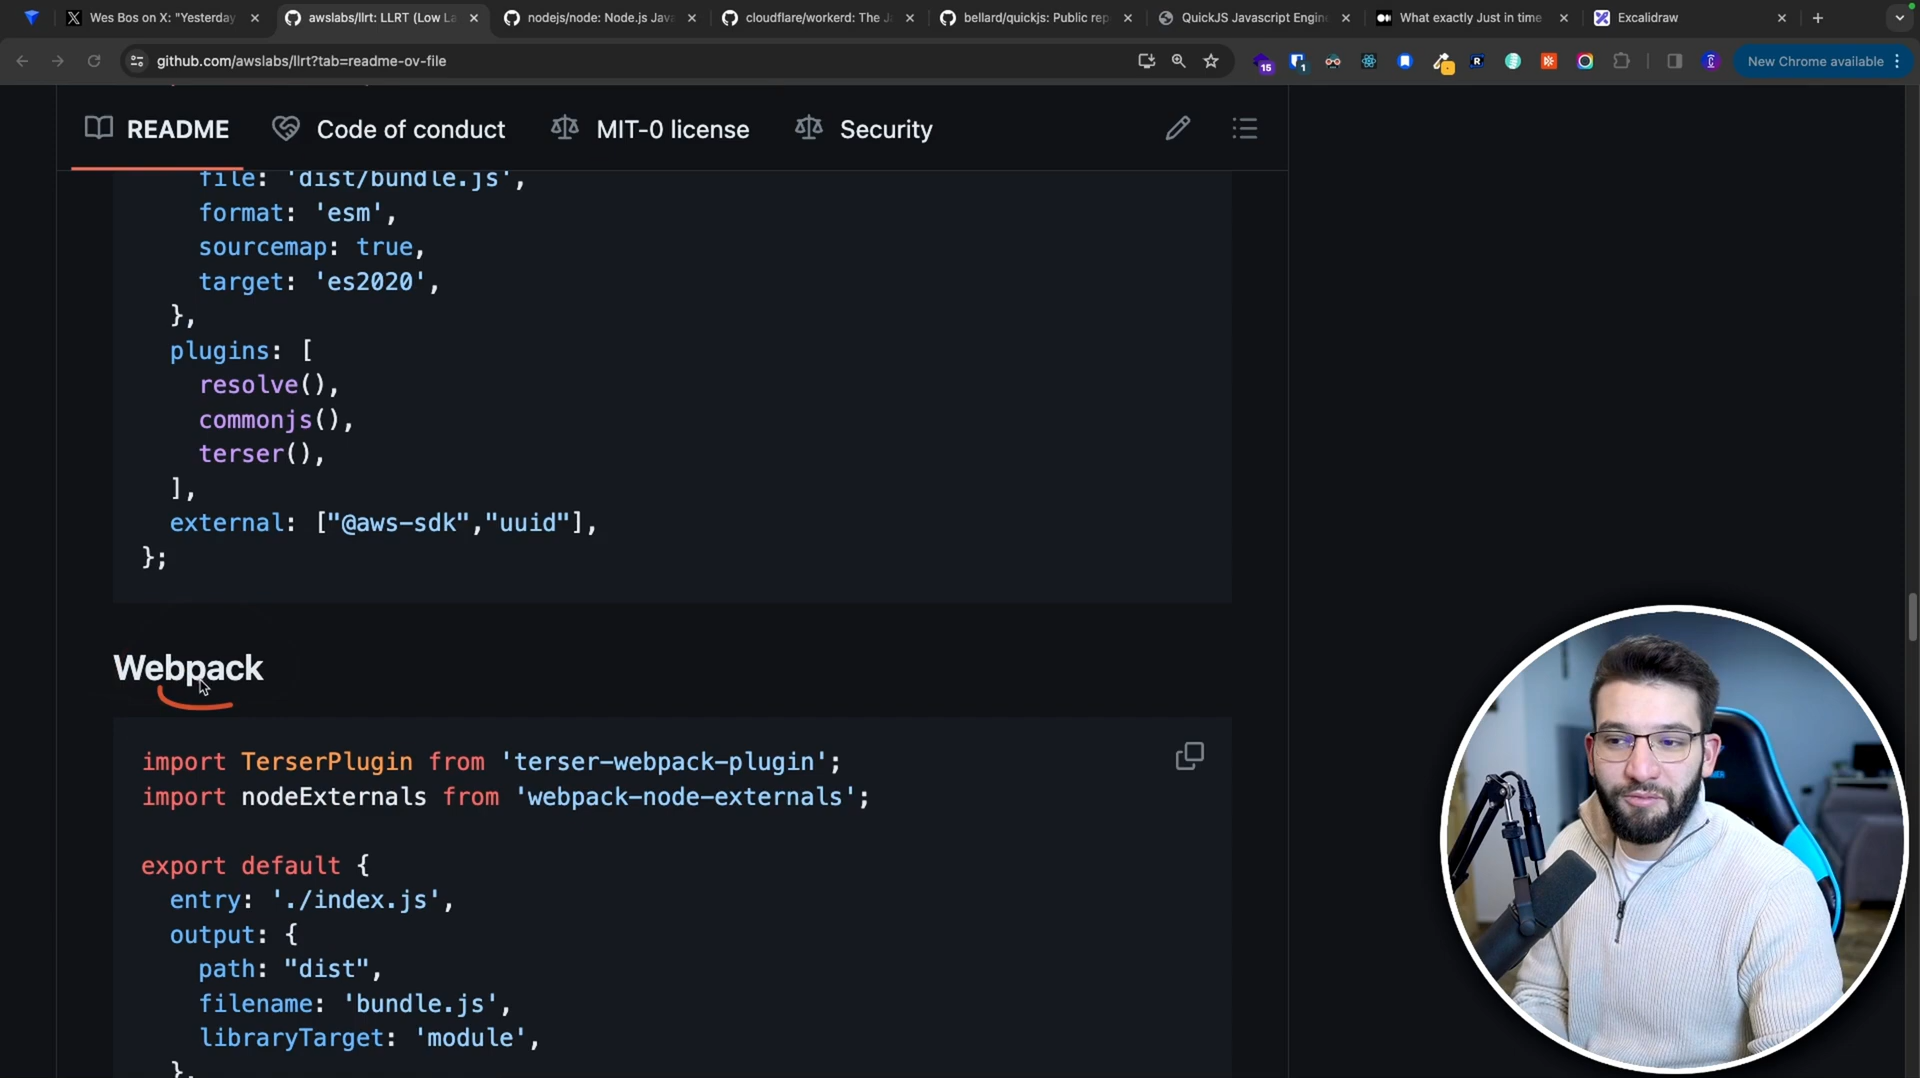 Wes Bos on X: "Yesterday
awslabs/llrt: LLRT (Low La
nodejs/node: Node.js Java
cloudflare/workerd: The J
bellard/quickjs: Public rep
QuickJS Javascript Engin
What exactly Just in time
Excalidraw
github.com/awslabs/llrt?tab=readme-ov-file
15
1
R
New Chrome available
README
Code of conduct
MIT-0 license
Security
file: 'dist/bundle.js',
format: 'esm',
sourcemap: true,
target: 'es2020',
},
plugins: [
resolve(),
commonjs(),
terser(),
],
external: ["@aws-sdk","uuid"],
};
Webpack
import TerserPlugin from 'terser-webpack-plugin';
import nodeExternals from 'webpack-node-externals';
export default {
entry: './index.js',
output: {
path: "dist",
filename: 'bundle.js',
libraryTarget: 'module',
},